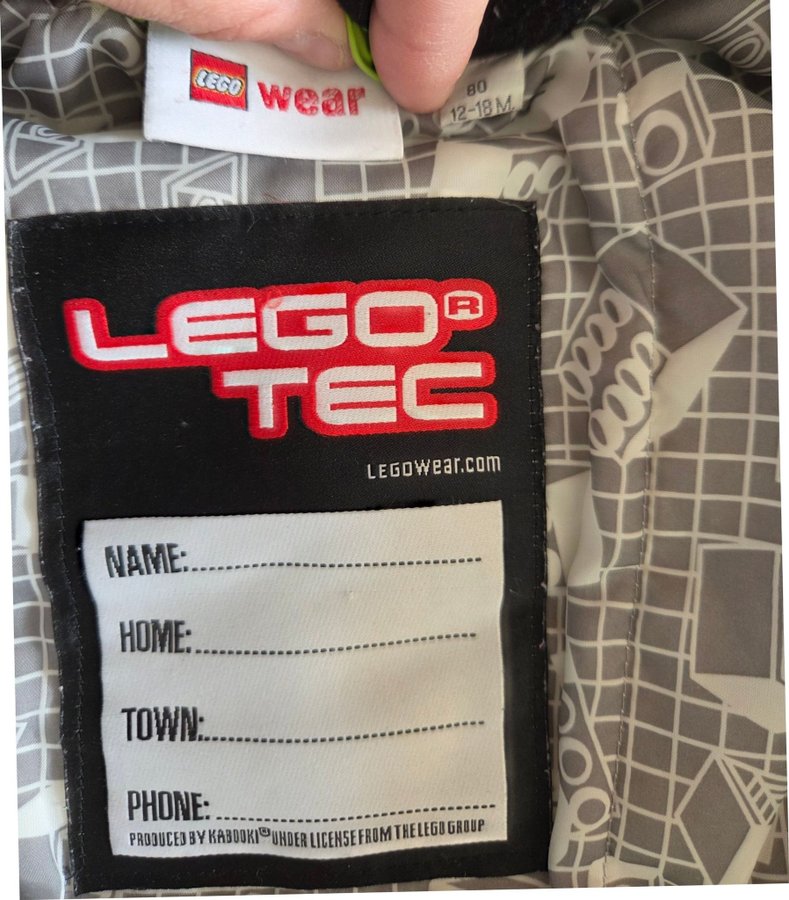 LEGO wear
80
12-18 M.
LEGO®
TEC
LEGOwear.com
NAME:
HOME:
TOWN:
PHONE:
PRODUCED BY KABOOKI® UNDER LICENSE FROM THE LEGO GROUP